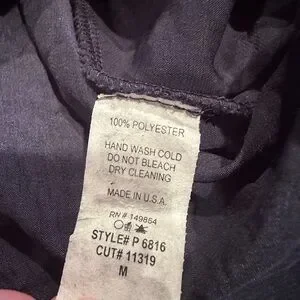 100% POLYESTER
HAND WASH COLD
DO NOT BLEACH
DRY CLEANING
MADE IN U.S.A.
RN # 149864
STYLE# P 6816
CUT# 11319
M